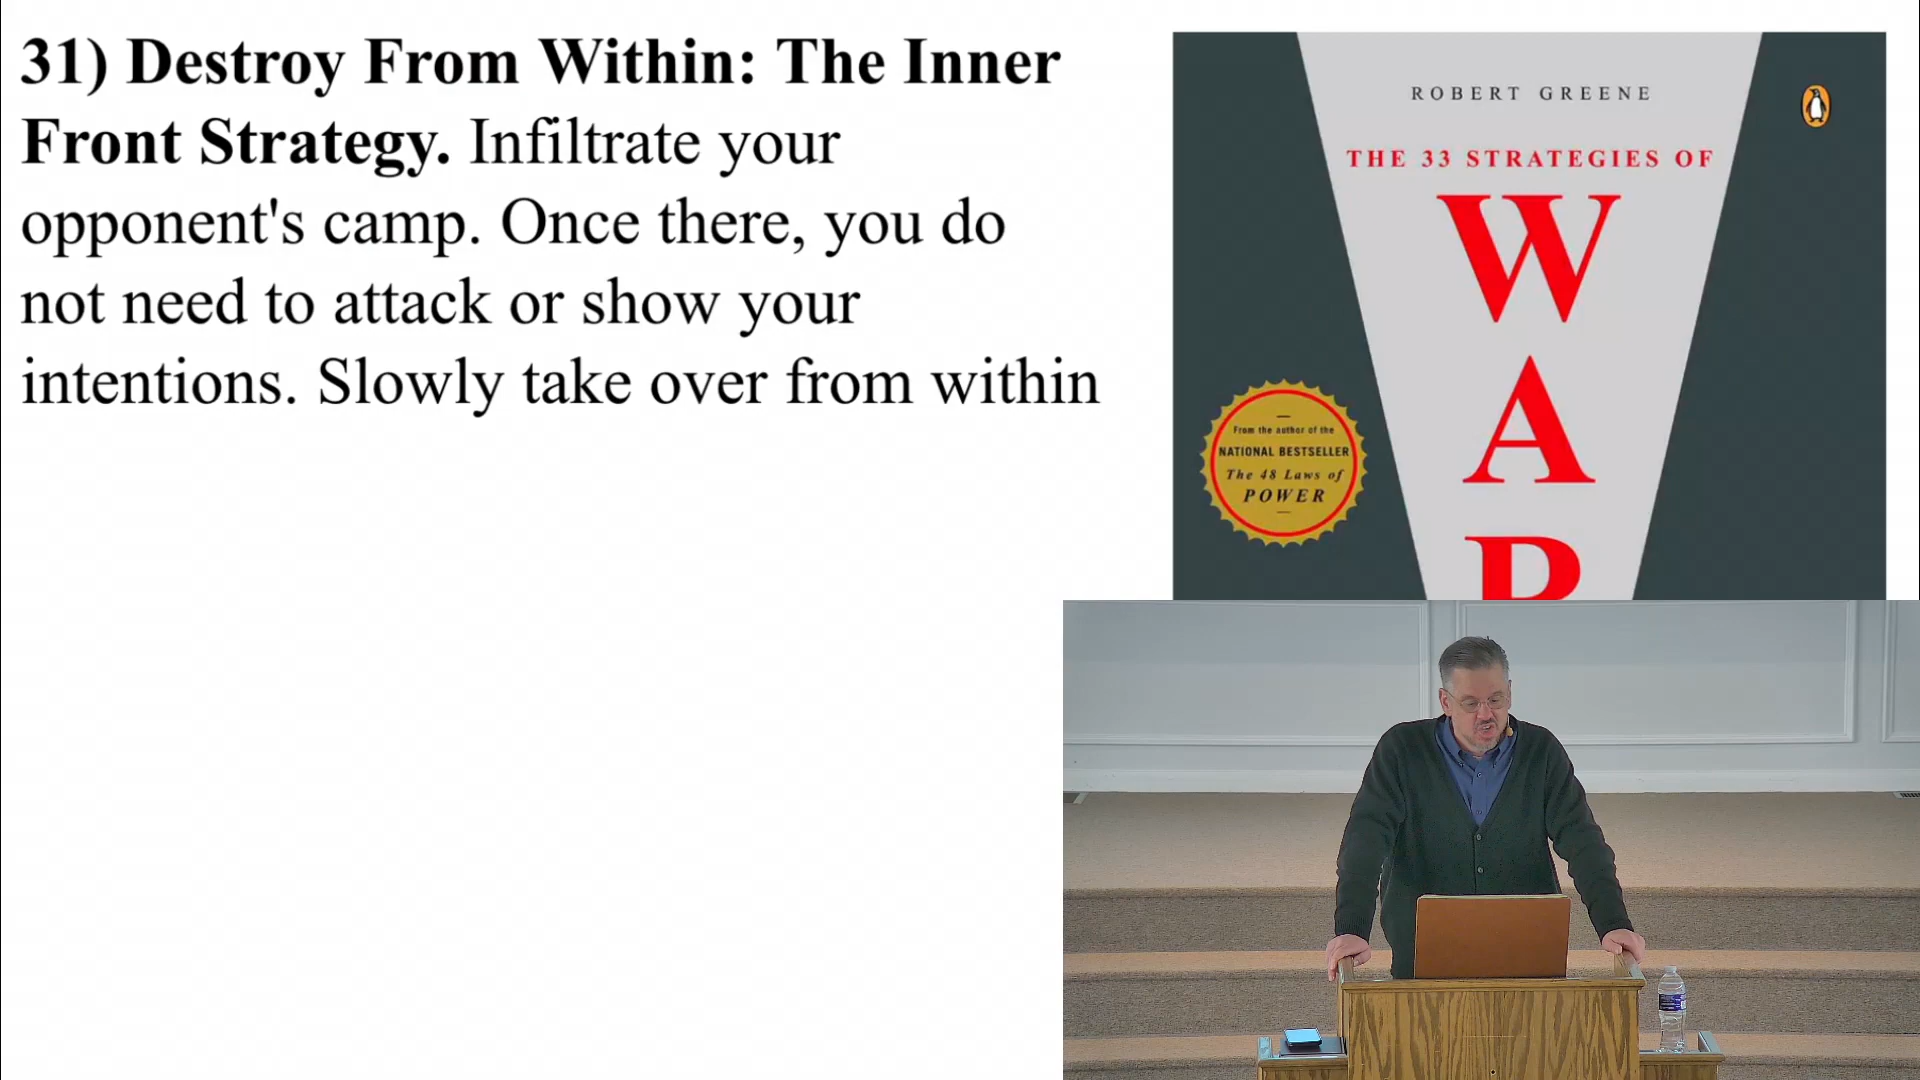 31) Destroy From Within: The Inner
Front Strategy. Infiltrate your
opponent's camp. Once there, you do
not need to attack or show your
intentions. Slowly take over from within
ROBERT GREENE
THE 33 STRATEGIES OF
W
A
R
From the author of the
NATIONAL BESTSELLER
The 48 Laws of
POWER